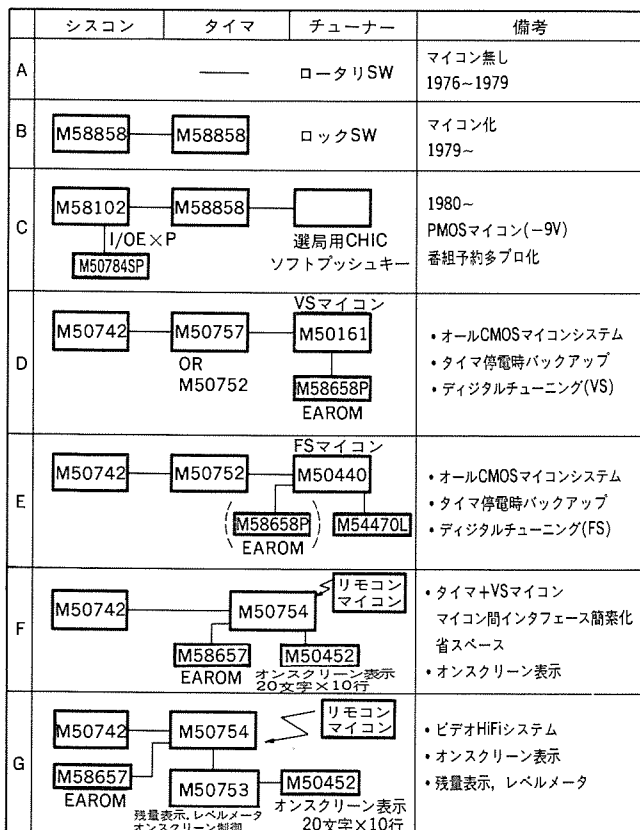 シスコン タイマ チューナー 備考
A —— ロータリSW マイコン無し
1976~1979
B M58858 M58858 ロックSW マイコン化
1979~
C M58102 M58858 1980~
I/OE×P
M50784SP
選局用CHIC
ソフトプッシュキー
PMOSマイコン(−9V)
番組予約多プロ化
D VSマイコン
M50742 M50757 M50161
OR
M50752
M58658P
EAROM
・オールCMOSマイコンシステム
・タイマ停電時バックアップ
・ディジタルチューニング(VS)
E FSマイコン
M50742 M50752 M50440
(M58658P) M54470L
EAROM
・オールCMOSマイコンシステム
・タイマ停電時バックアップ
・ディジタルチューニング(FS)
F リモコン
マイコン
M50742 M50754
M58657 M50452
EAROM オンスクリーン表示
20文字×10行
・タイマ+VSマイコン
マイコン間インタフェース簡素化
省スペース
・オンスクリーン表示
G リモコン
マイコン
M50742 M50754
M58657
EAROM
M50753 M50452
残量表示,レベルメータ
オンスクリーン制御
オンスクリーン表示
20文字×10行
・ビデオHiFiシステム
・オンスクリーン表示
・残量表示,レベルメータ